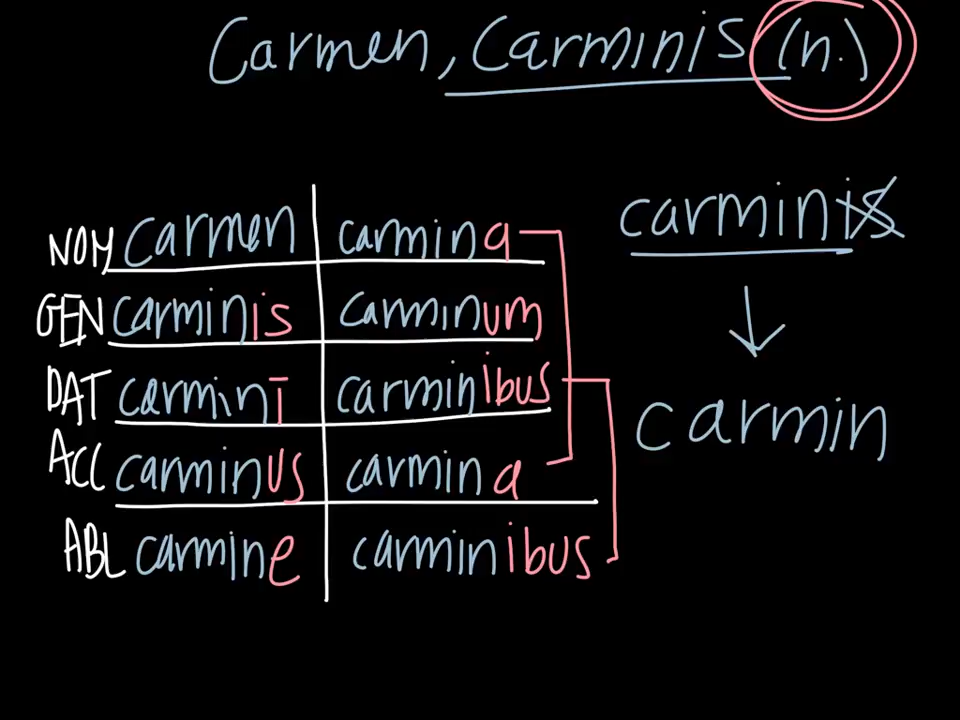 Carmen, Carminis (n.)
carminis
NOM carmen carmina
GEN carminis carminum
DAT carminī carminibus
carmin
ACC carminus carmina
ABL carmine carminibus